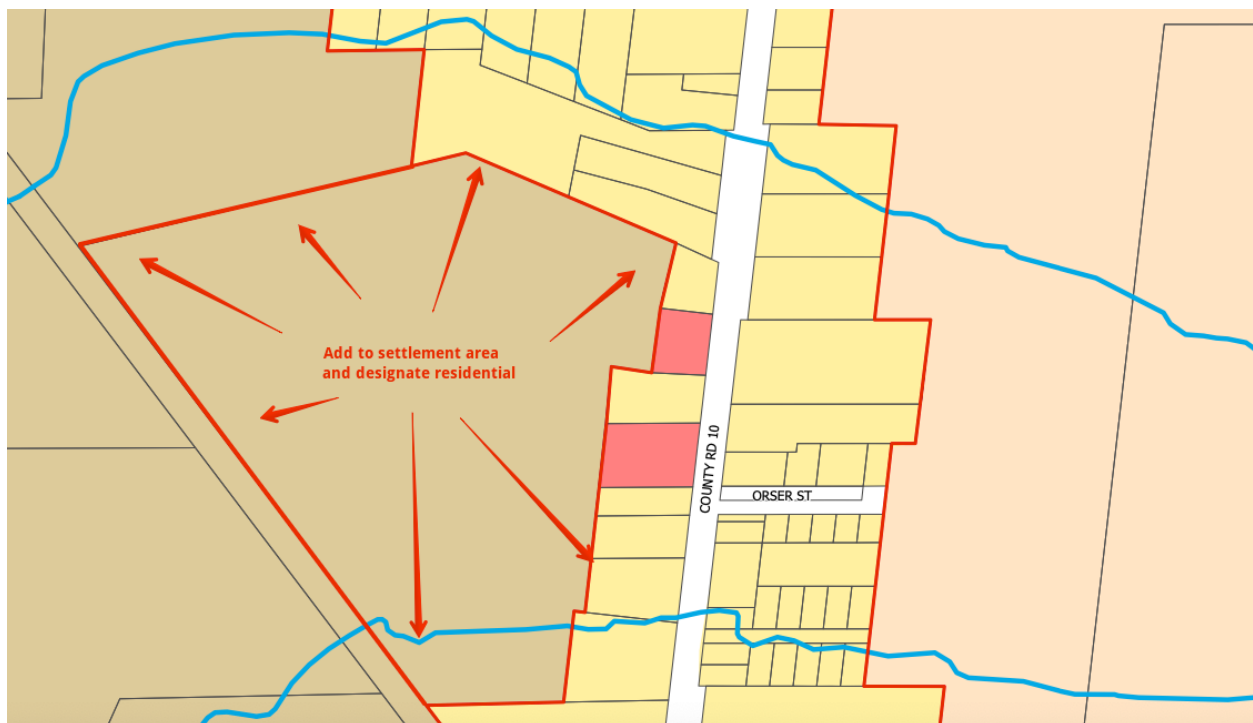 Add to settlement area
and designate residential
COUNTY RD 10
ORSER ST